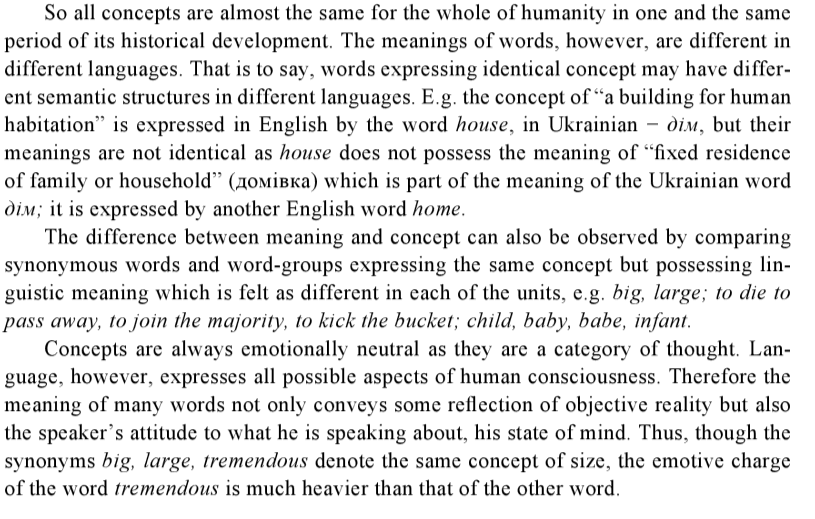 So all concepts are almost the same for the whole of humanity in one and the same
period of its historical development. The meanings of words, however, are different in
different languages. That is to say, words expressing identical concept may have differ-
ent semantic structures in different languages. E.g. the concept of “a building for human
habitation” is expressed in English by the word house, in Ukrainian – дім, but their
meanings are not identical as house does not possess the meaning of “fixed residence
of family or household” (домівка) which is part of the meaning of the Ukrainian word
дім; it is expressed by another English word home.
The difference between meaning and concept can also be observed by comparing
synonymous words and word-groups expressing the same concept but possessing lin-
guistic meaning which is felt as different in each of the units, e.g. big, large; to die to
pass away, to join the majority, to kick the bucket; child, baby, babe, infant.
Concepts are always emotionally neutral as they are a category of thought. Lan-
guage, however, expresses all possible aspects of human consciousness. Therefore the
meaning of many words not only conveys some reflection of objective reality but also
the speaker’s attitude to what he is speaking about, his state of mind. Thus, though the
synonyms big, large, tremendous denote the same concept of size, the emotive charge
of the word tremendous is much heavier than that of the other word.